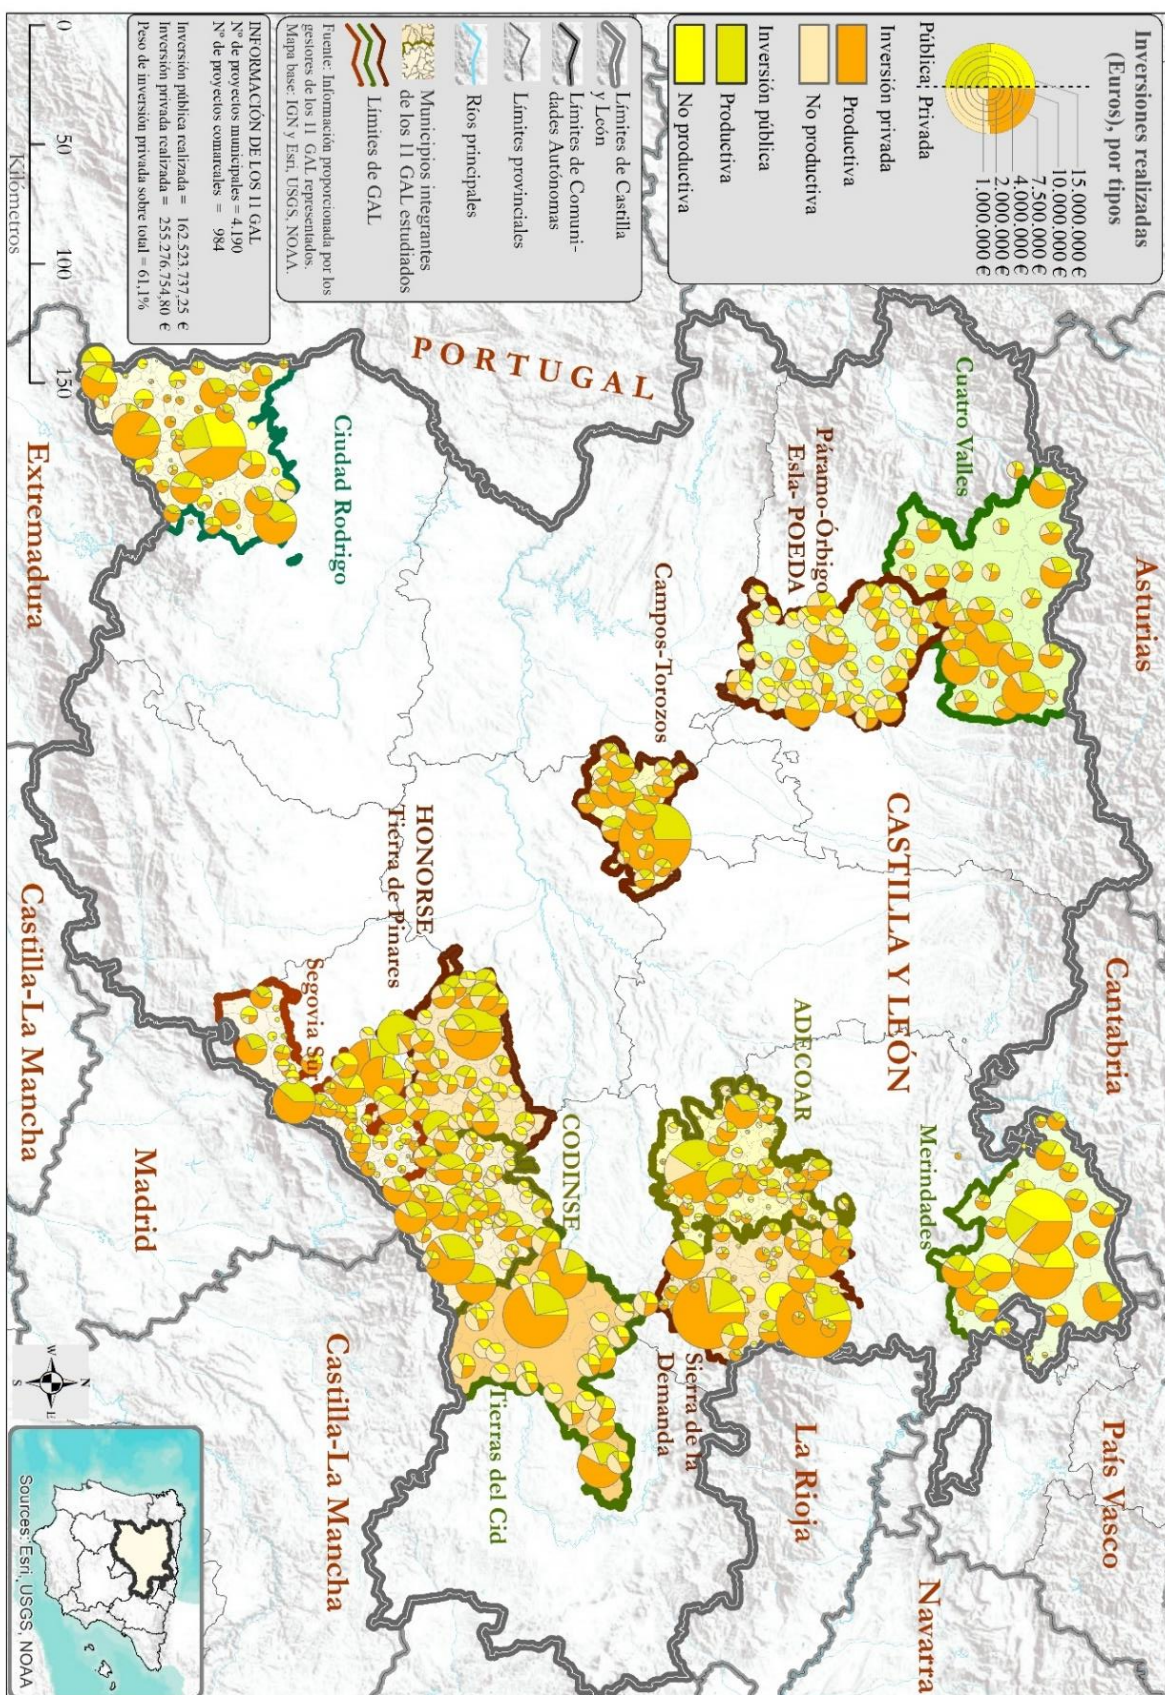 Inversiones realizadas
(Euros), por tipos
15.000.000 €
10.000.000 €
7.500.000 €
4.000.000 €
2.000.000 €
1.000.000 €
Pública Privada
Inversión privada
Productiva
No productiva
Inversión pública
Productiva
No productiva
Límites de Castilla
y León
Límites de Comuni-
dades Autónomas
Límites provinciales
Ríos principales
Municipios integrantes
de los 11 GAL estudiados
Límites de GAL
Fuente: Información proporcionada por los
gestores de los 11 GAL representados.
Mapa base: IGN y Esri, USGS, NOAA.
INFORMACIÓN DE LOS 11 GAL
Nº de proyectos municipales = 4.190
Nº de proyectos comarcales = 984
Inversión pública realizada = 162.523.737,25 €
Inversión privada realizada = 255.276.754,80 €
Peso de inversión privada sobre total = 61,1%
0 50 100 150
Kilómetros
Asturias
Cantabria
País Vasco
Navarra
La Rioja
PORTUGAL
CASTILLA Y LEÓN
Cuatro Valles
Páramo-Órbigo
Esla- POEDA
Campos-Torozos
Merindades
ADECOAR
Sierra de la
Demanda
Ciudad Rodrigo
HONORSE
Tierra de Pinares
Segovia Su
CODINSE
Tierras del Cid
Extremadura
Castilla-La Mancha
Madrid
Castilla-La Mancha
N
W E
S
Sources: Esri, USGS, NOAA